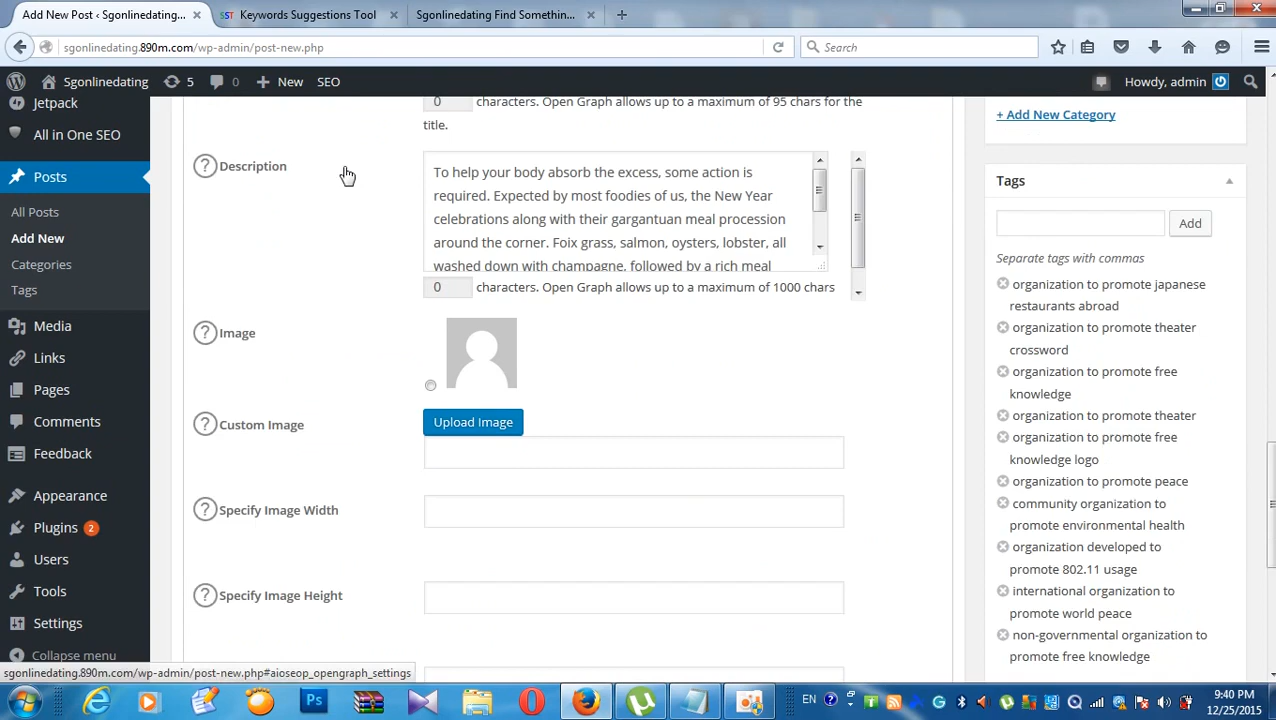 Add New Post ‹ Sgonlinedating...
Keywords Suggestions Tool
Sgonlinedating Find Somethin...
sgonlinedating.890m.com/wp-admin/post-new.php
Search
Sgonlinedating
5
0
New
SEO
Howdy, admin
Jetpack
All in One SEO
Posts
All Posts
Add New
Categories
Tags
Media
Links
Pages
Comments
Feedback
Appearance
Plugins 2
Users
Tools
Settings
Collapse menu
0 characters. Open Graph allows up to a maximum of 95 chars for the
title.
? Description
To help your body absorb the excess, some action is
required. Expected by most foodies of us, the New Year
celebrations along with their gargantuan meal procession
around the corner. Foix grass, salmon, oysters, lobster, all
washed down with champagne, followed by a rich meal
0 characters. Open Graph allows up to a maximum of 1000 chars
? Image
? Custom Image
Upload Image
? Specify Image Width
? Specify Image Height
+ Add New Category
Tags
Add
Separate tags with commas
organization to promote japanese
restaurants abroad
organization to promote theater
crossword
organization to promote free
knowledge
organization to promote theater
organization to promote free
knowledge logo
organization to promote peace
community organization to
promote environmental health
organization developed to
promote 802.11 usage
international organization to
promote world peace
non-governmental organization to
promote free knowledge
sgonlinedating.890m.com/wp-admin/post-new.php#aioseop_opengraph_settings
Ps
EN
9:40 PM
12/25/2015